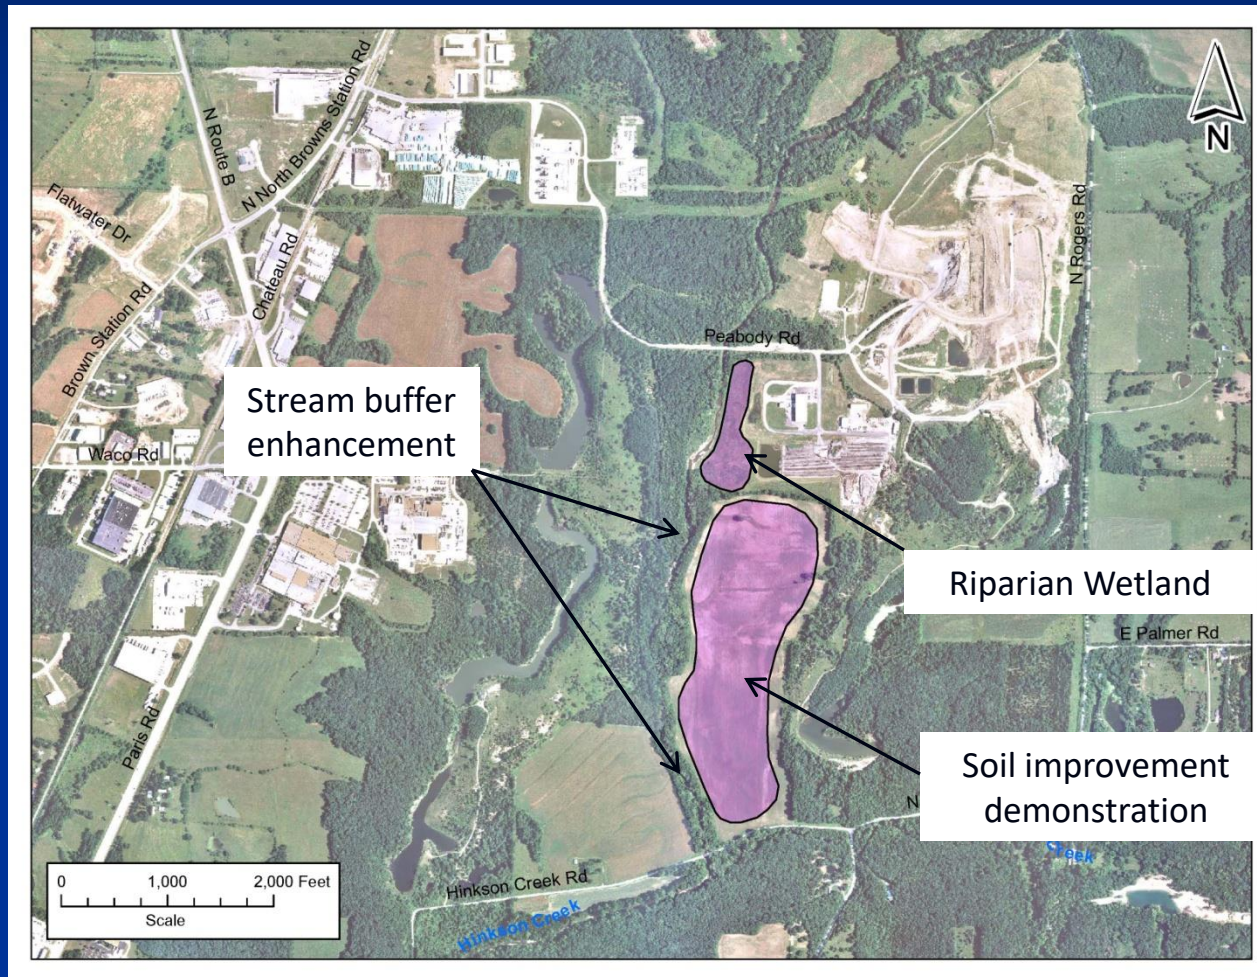 N
N Route B
N North Browns Station Rd
Flatwater Dr
Chateau Rd
Brown Station Rd
N Rogers Rd
Peabody Rd
Stream buffer
enhancement
Waco Rd
Riparian Wetland
E Palmer Rd
Paris Rd
Soil improvement
demonstration
N
Creek
0 1,000 2,000 Feet
Scale
Hinkson Creek Rd
Hinkson Creek